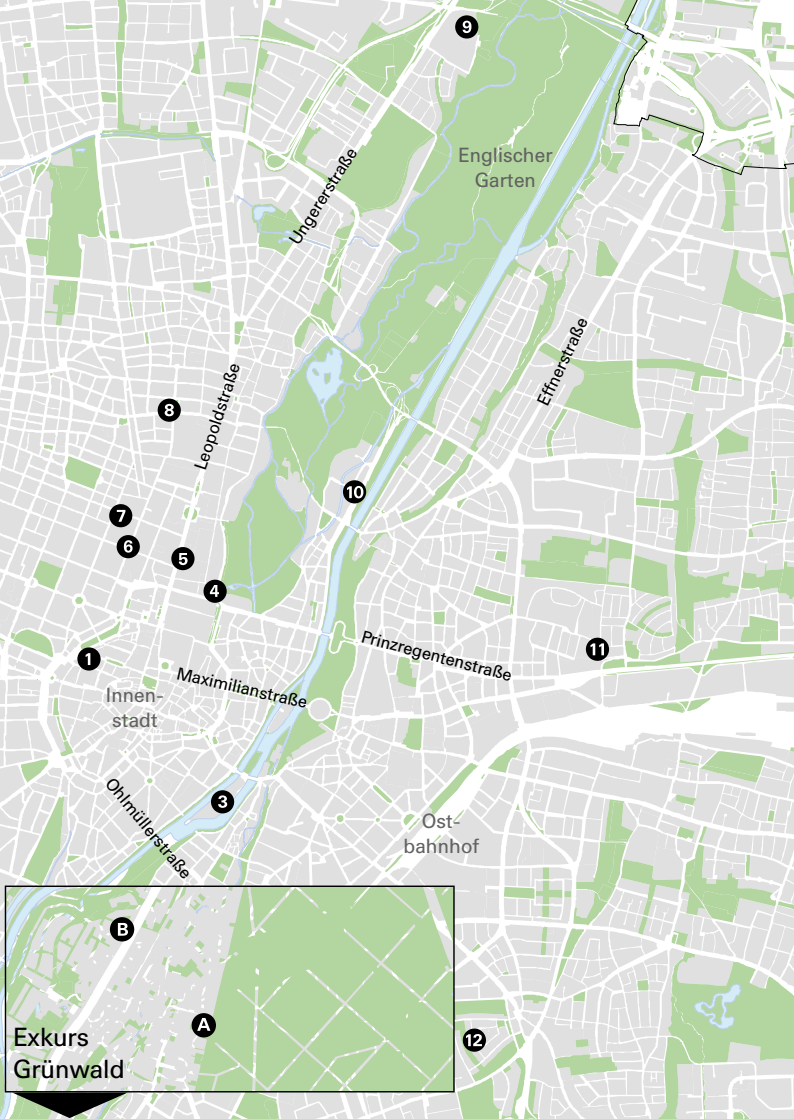 9
Englischer
Garten
Ungererstraße
Effnerstraße
Leopoldstraße
8
10
7
6
5
4
Prinzregentenstraße
11
1
Maximilianstraße
Innen-
stadt
3
Ohlmüllerstraße
Ost-
bahnhof
B
A
Exkurs
Grünwald
12